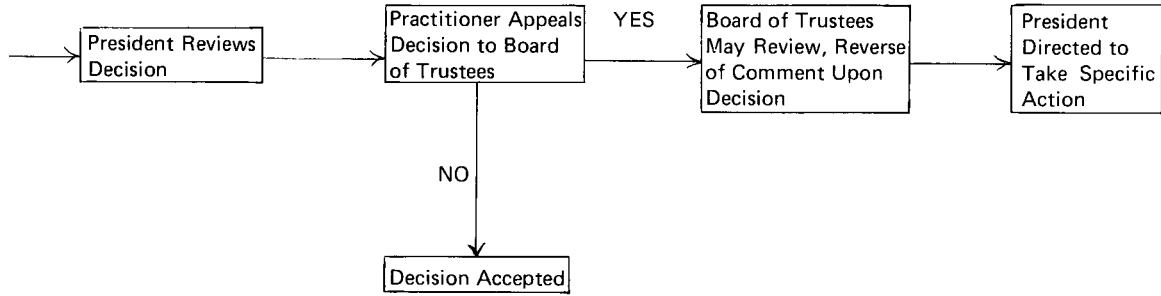 President Reviews
Decision
Practitioner Appeals
Decision to Board
of Trustees
YES
Board of Trustees
May Review, Reverse
of Comment Upon
Decision
President
Directed to
Take Specific
Action
NO
Decision Accepted